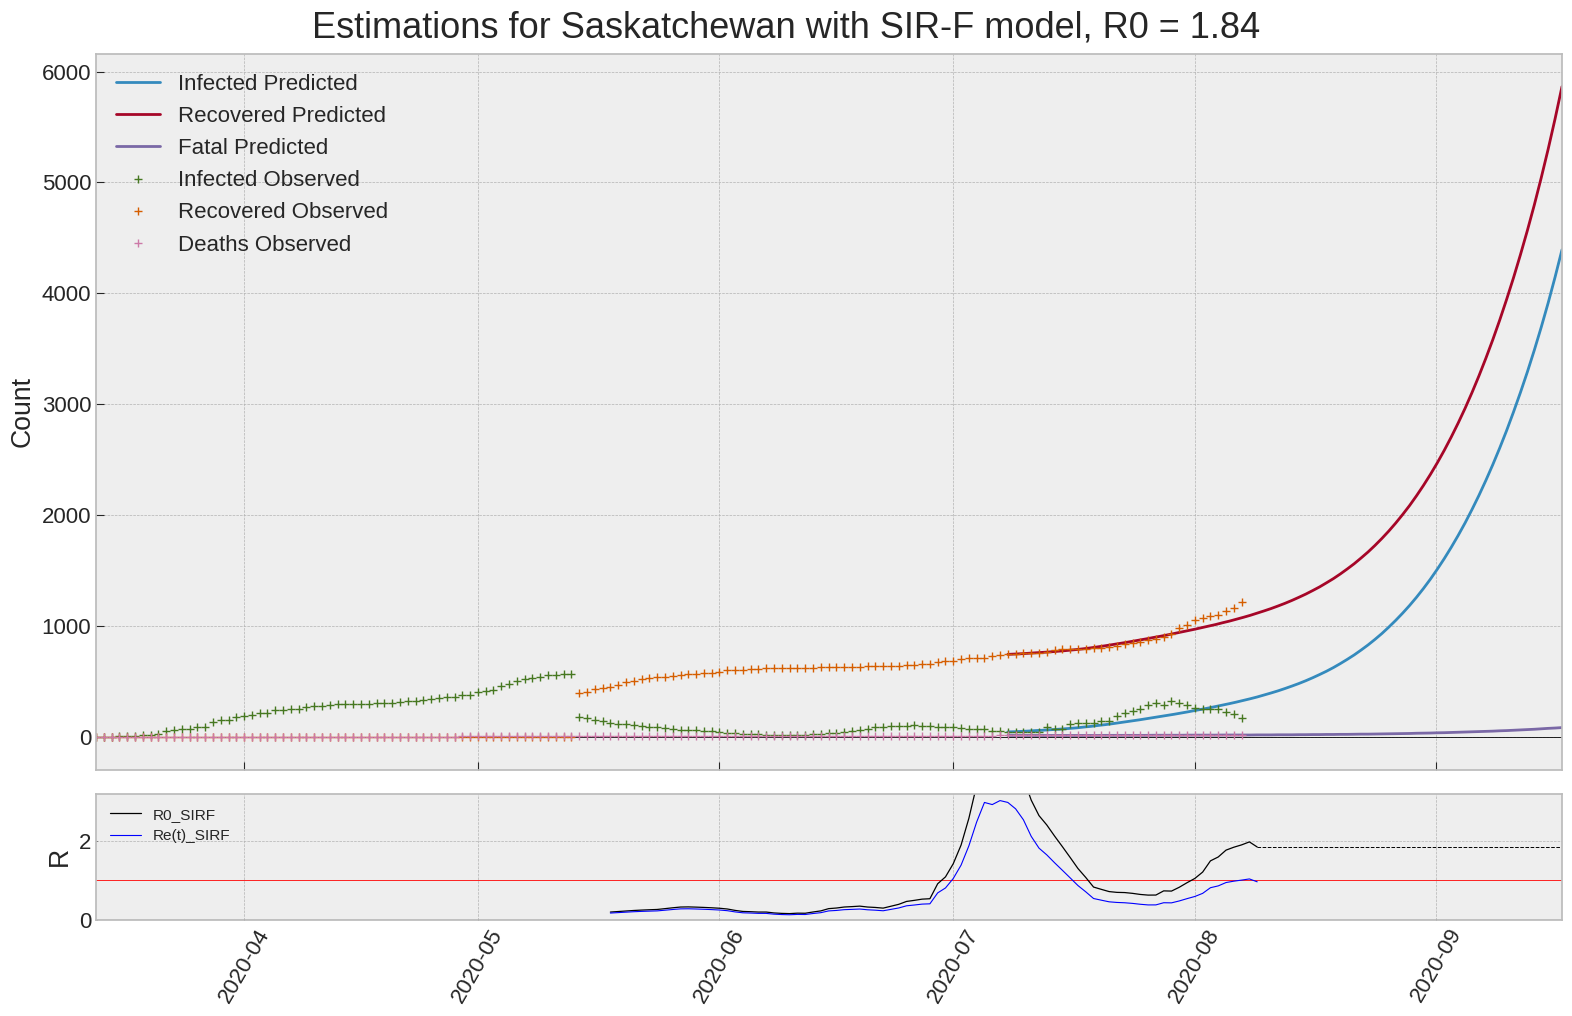 Estimations for Saskatchewan with SIR-F model, R0 = 1.84
6000
5000
4000
3000
2000
1000
0
Count
Infected Predicted
Recovered Predicted
Fatal Predicted
Infected Observed
Recovered Observed
Deaths Observed
2
0
R
R0_SIRF
Re(t)_SIRF
2020-04
2020-05
2020-06
2020-07
2020-08
2020-09